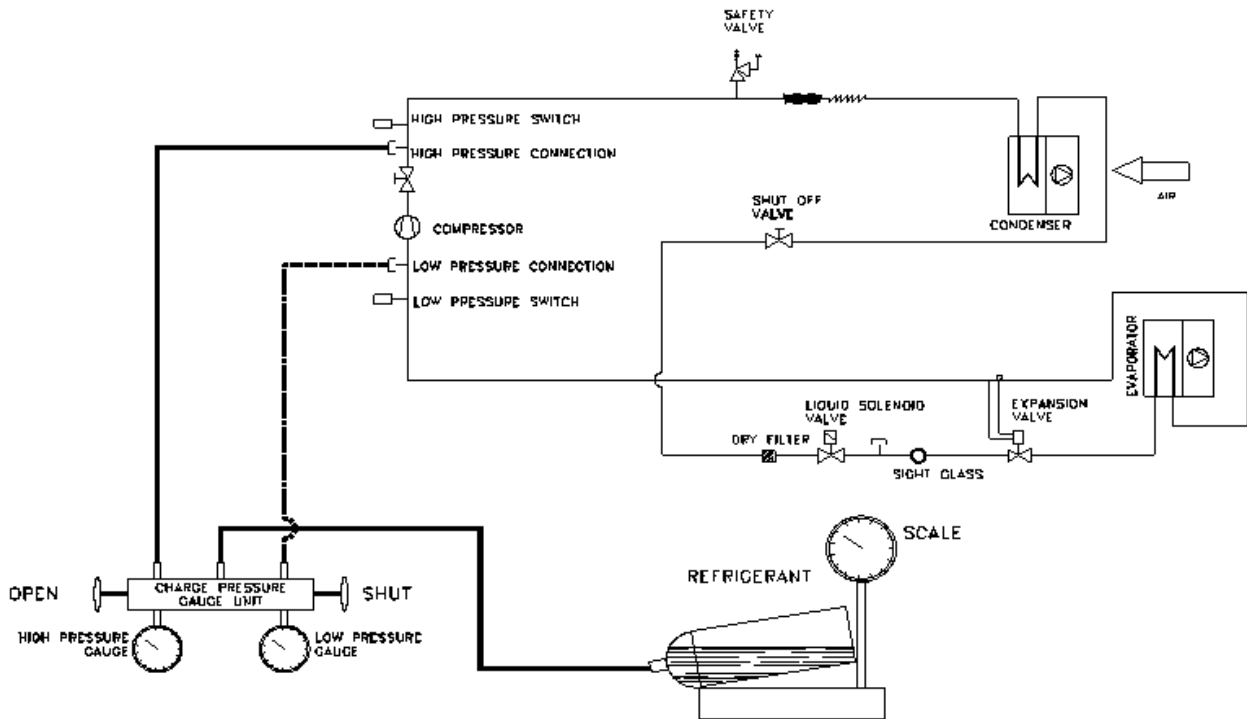 SAFETY
VALVE
HIGH PRESSURE SWITCH
HIGH PRESSURE CONNECTION
AIR
SHUT OFF
VALVE
CONDENSER
COMPRESSOR
LOW PRESSURE CONNECTION
LOW PRESSURE SWITCH
EVAPORATOR
LIQUID SOLENOID
VALVE
EXPANSION
VALVE
DRY FILTER
SIGHT GLASS
SCALE
REFRIGERANT
OPEN
CHARGE PRESSURE
GAUGE UNIT
SHUT
HIGH PRESSURE
GAUGE
LOW PRESSURE
GAUGE